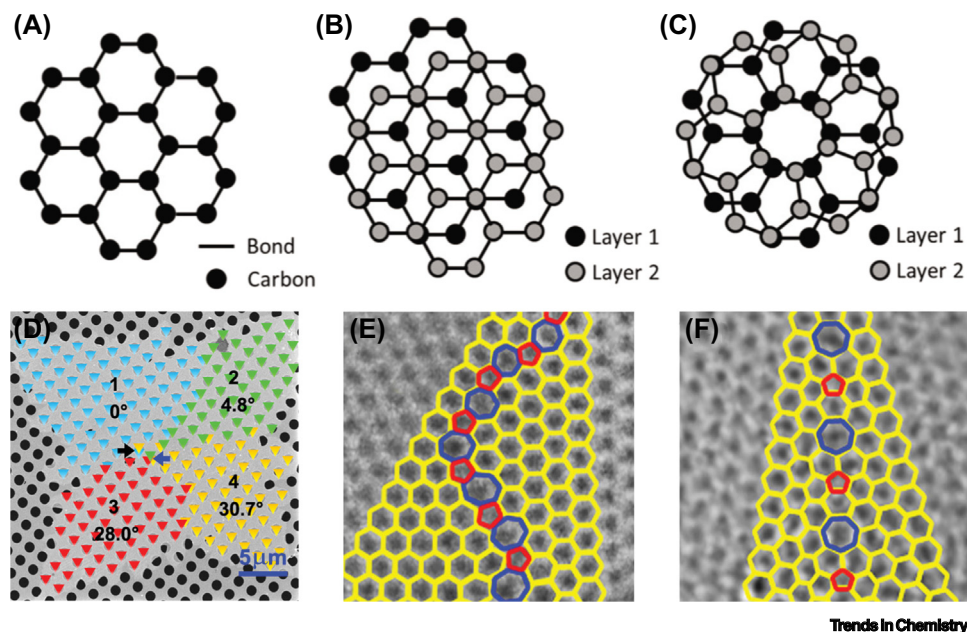 (A)
(B)
(C)
Bond
Carbon
Layer 1
Layer 2
Layer 1
Layer 2
(D)
(E)
(F)
1
0°
2
4.8°
3
28.0°
4
30.7°
5μm
Trends in Chemistry